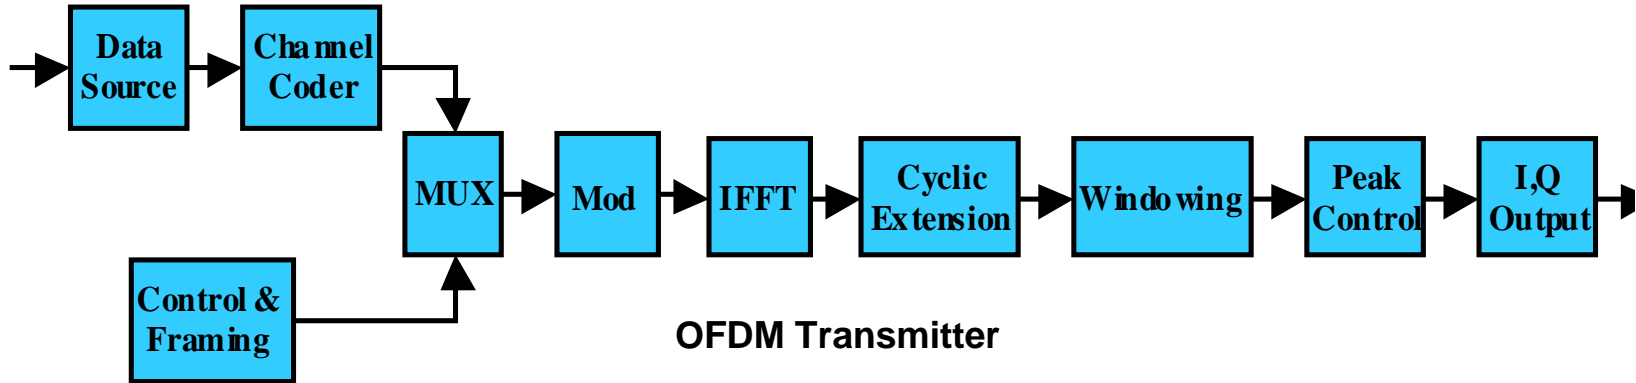 Data
Source
Channel
Coder
MUX
Mod
IFFT
Cyclic
Extension
Windowing
Peak
Control
I,Q
Output
Control &
Framing
OFDM Transmitter